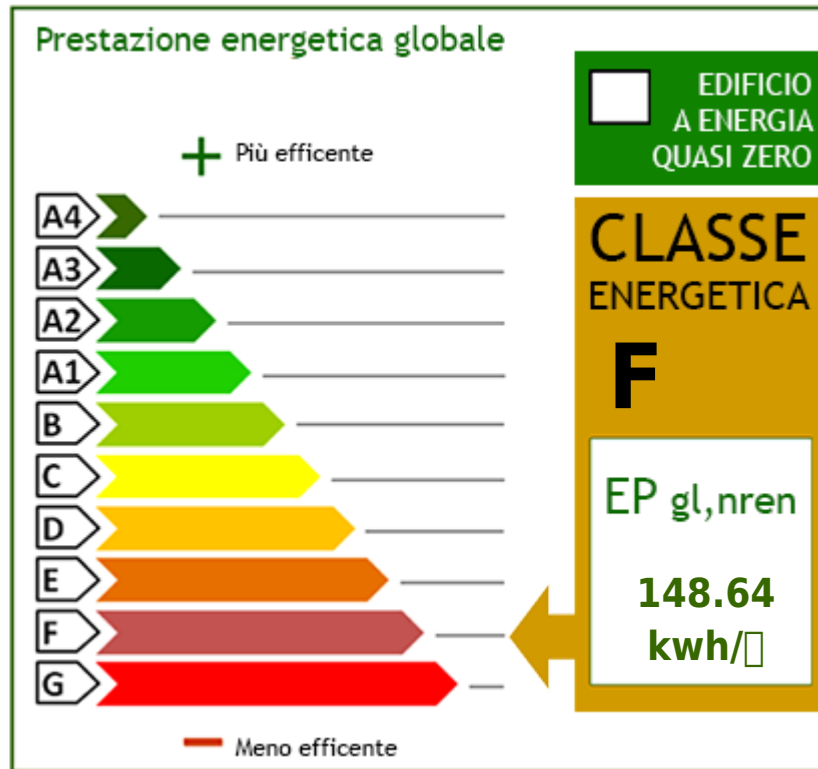 Prestazione energetica globale
Più efficente
A4
A3
A2
A1
B
C
D
E
F
G
Meno efficente
EDIFICIO
A ENERGIA
QUASI ZERO
CLASSE
ENERGETICA
F
EP gl,nren
148.64
kwh/